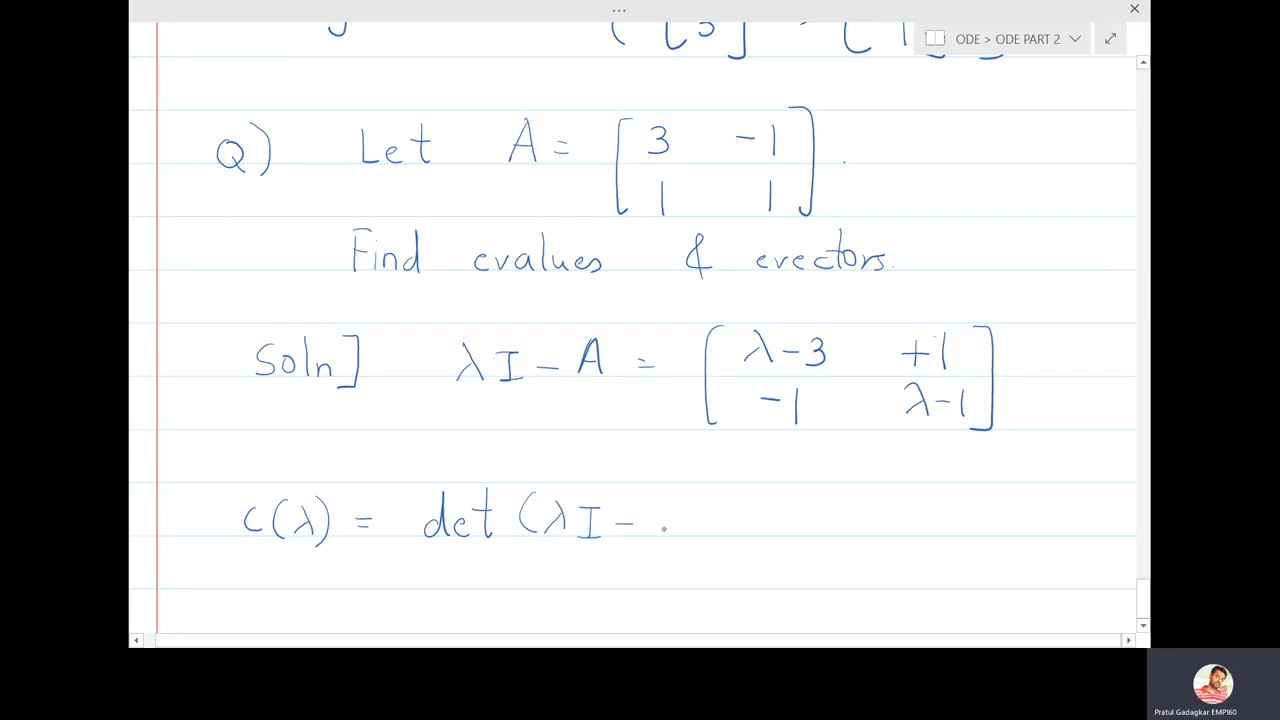 ODE > ODE PART 2
Q) Let A = [ 3 -1
1 1 ] .
Find evalues & evectors.
Soln] λI - A = [ λ-3 +1
-1 λ-1 ]
c(λ) = det (λI -
Pratul Gadagkar EMP160